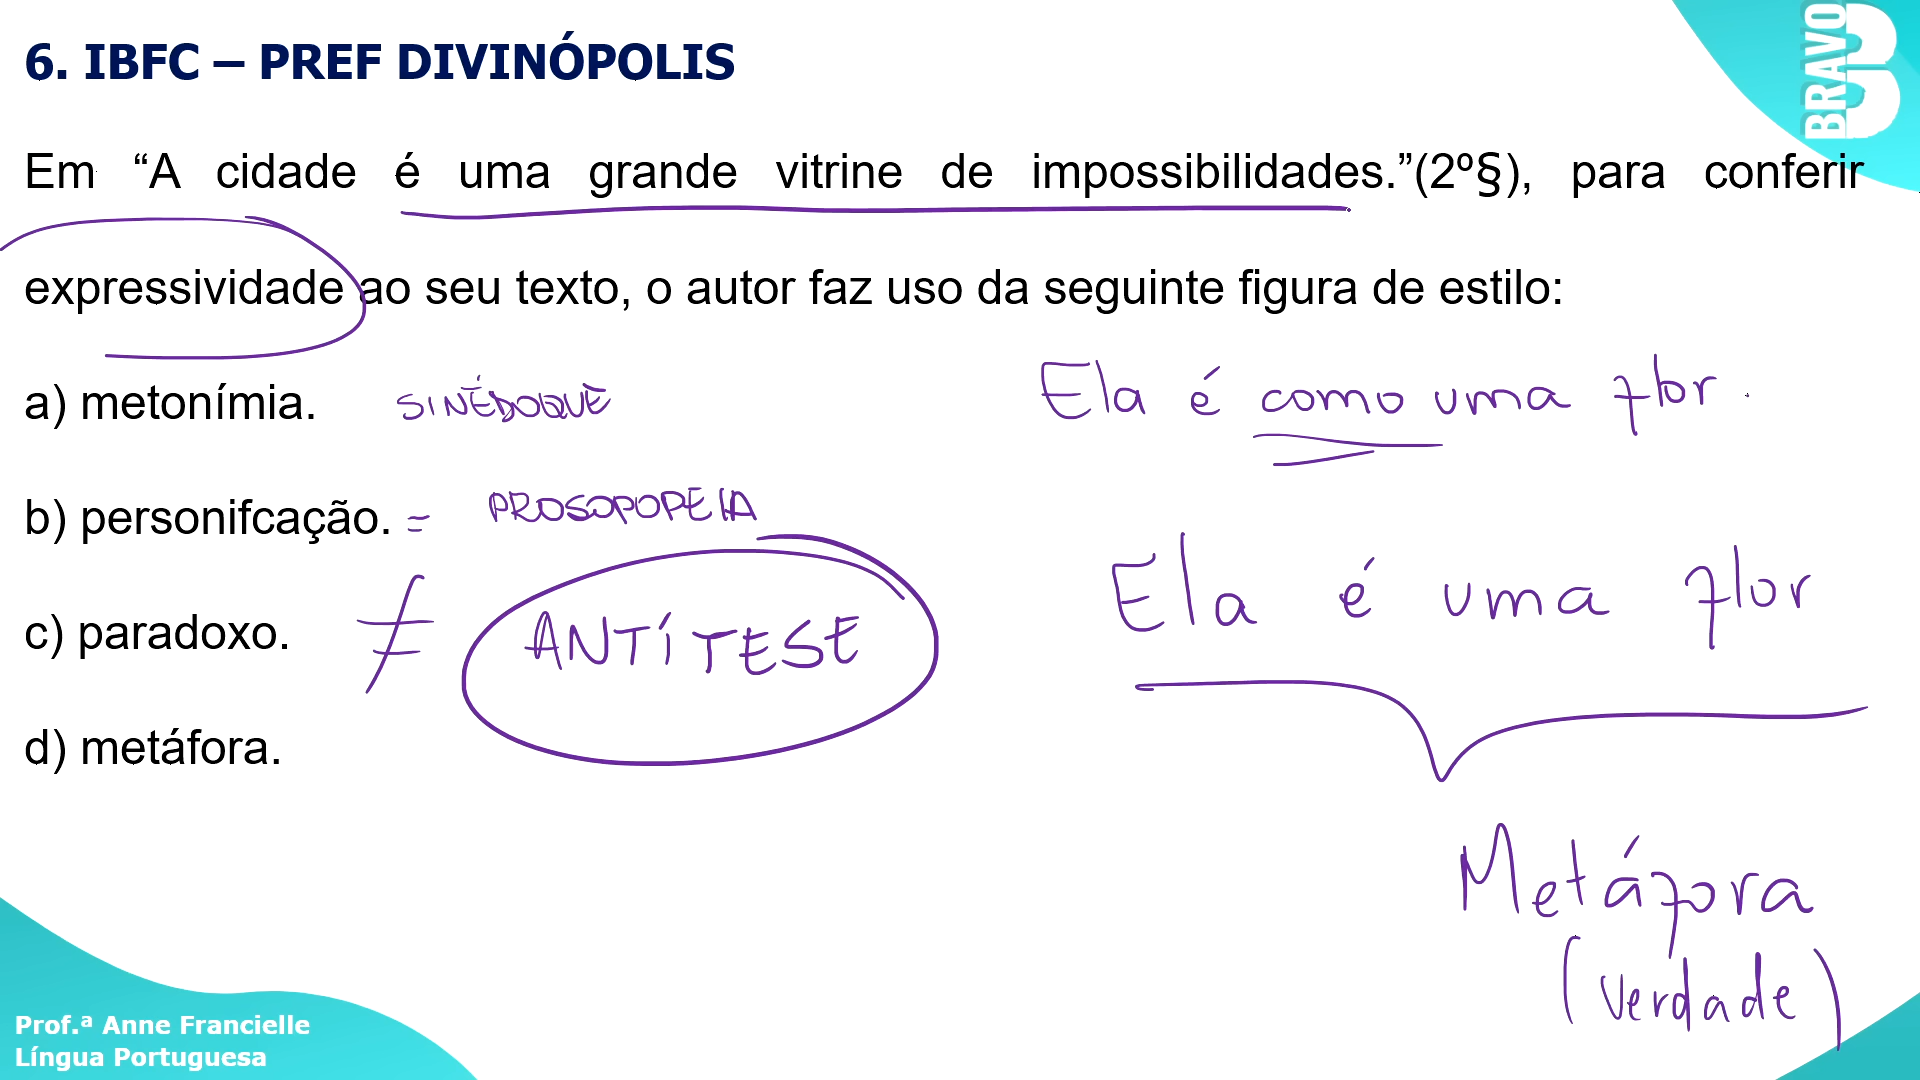 6. IBFC – PREF DIVINÓPOLIS
BRAVO
Em “A cidade é uma grande vitrine de impossibilidades.”(2º§), para conferir
expressividade ao seu texto, o autor faz uso da seguinte figura de estilo:
a) metonímia. SINÉDOQUE
Ela é como uma flor.
b) personifcação. = PROSOPOPEIA
Ela é uma flor
c) paradoxo. ≠ ANTÍTESE
d) metáfora.
Metáfora
(verdade)
Prof.ª Anne Francielle
Língua Portuguesa